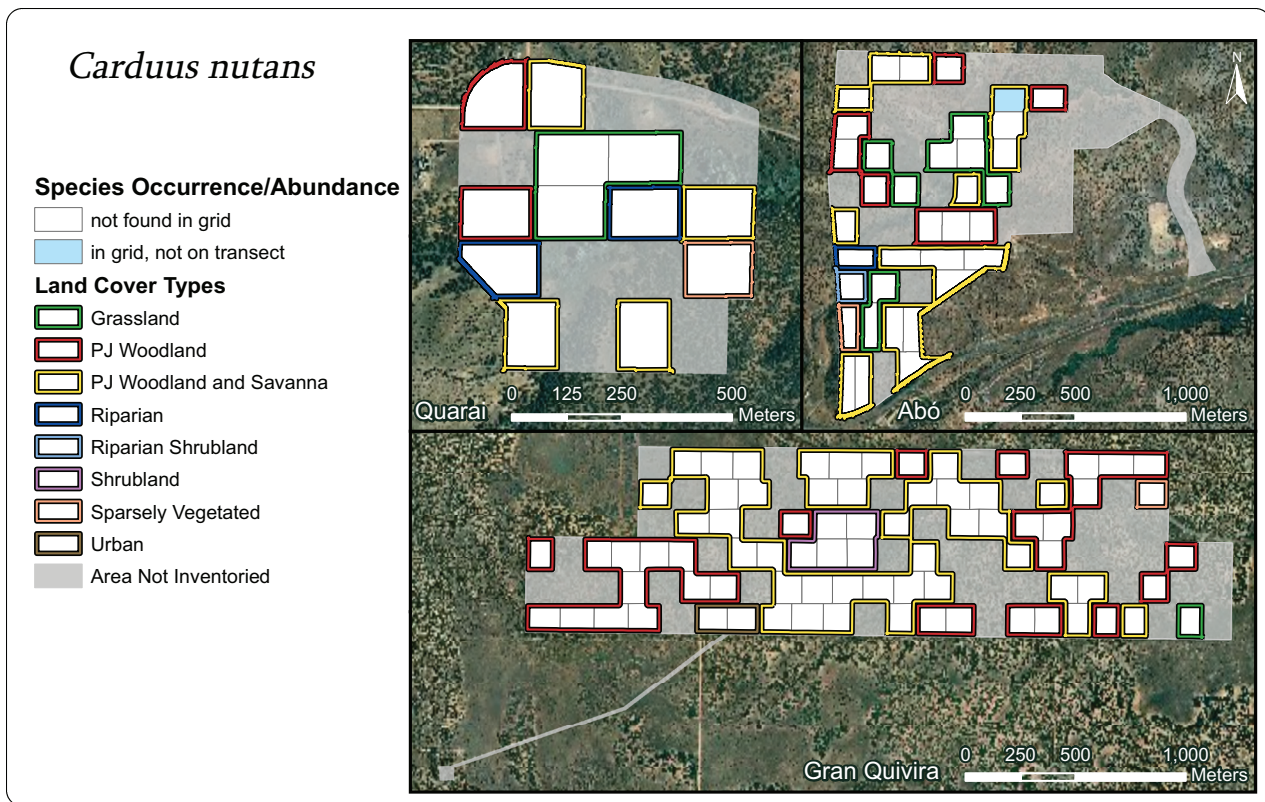 Carduus nutans
Species Occurrence/Abundance
not found in grid
in grid, not on transect
Land Cover Types
Grassland
PJ Woodland
PJ Woodland and Savanna
Riparian
Riparian Shrubland
Shrubland
Sparsely Vegetated
Urban
Area Not Inventoried
0 125 250 500
Quarai Meters
N
0 250 500 1,000
Abó Meters
0 250 500 1,000
Gran Quivira Meters